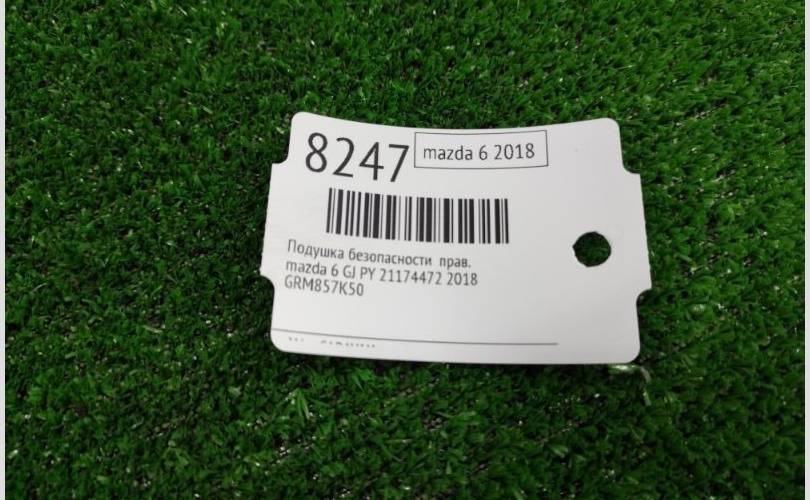 8247
mazda 6 2018
Подушка безопасности прав.
mazda 6 GJ PY 21174472 2018
GRM857K50